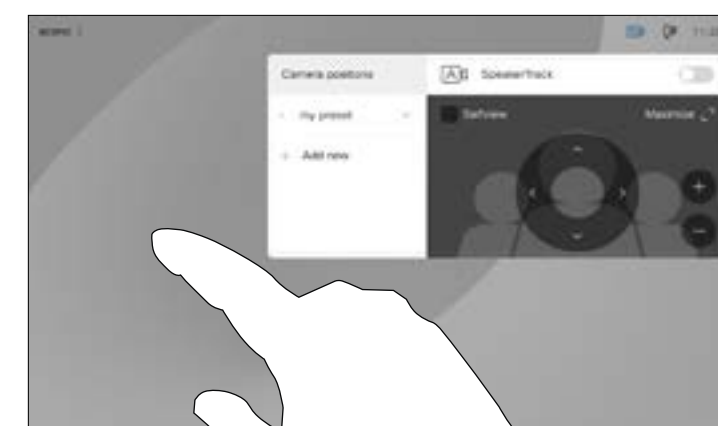 Camera positions
SpeakerTrack
my preset
Selfview
Maximize
+ Add new